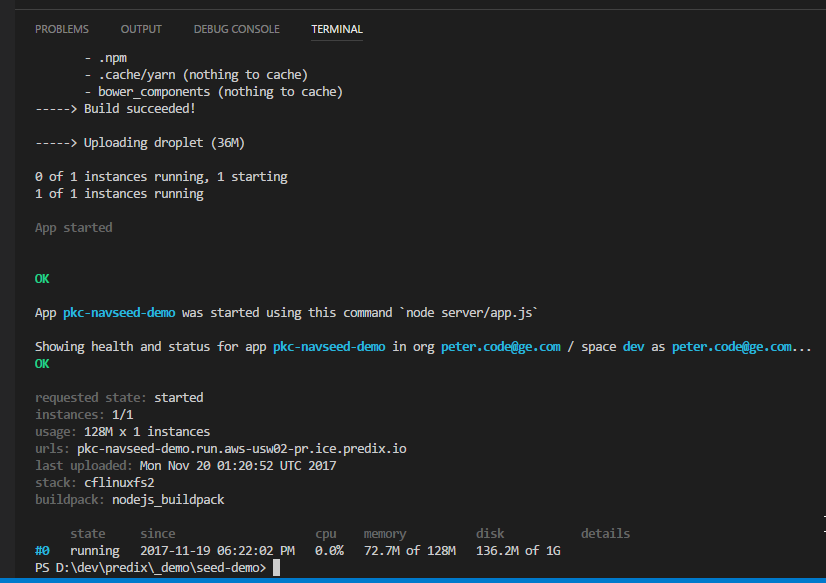 PROBLEMS OUTPUT DEBUG CONSOLE TERMINAL
- .npm
- .cache/yarn (nothing to cache)
- bower_components (nothing to cache)
-----> Build succeeded!
-----> Uploading droplet (36M)
0 of 1 instances running, 1 starting
1 of 1 instances running
App started
OK
App pkc-navseed-demo was started using this command `node server/app.js`
Showing health and status for app pkc-navseed-demo in org peter.code@ge.com / space dev as peter.code@ge.com...
OK
requested state: started
instances: 1/1
usage: 128M x 1 instances
urls: pkc-navseed-demo.run.aws-usw02-pr.ice.predix.io
last uploaded: Mon Nov 20 01:20:52 UTC 2017
stack: cflinuxfs2
buildpack: nodejs_buildpack
state since cpu memory disk details
#0 running 2017-11-19 06:22:02 PM 0.0% 72.7M of 128M 136.2M of 1G
PS D:\dev\predix\_demo\seed-demo>